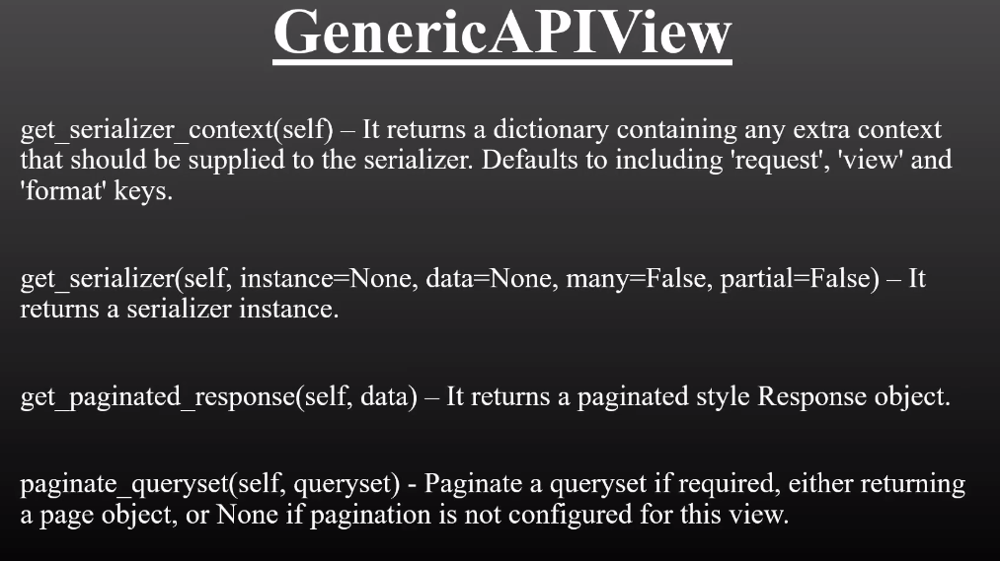 GenericAPIView
get_serializer_context(self) – It returns a dictionary containing any extra context
that should be supplied to the serializer. Defaults to including 'request', 'view' and
'format' keys.
get_serializer(self, instance=None, data=None, many=False, partial=False) – It
returns a serializer instance.
get_paginated_response(self, data) – It returns a paginated style Response object.
paginate_queryset(self, queryset) - Paginate a queryset if required, either returning
a page object, or None if pagination is not configured for this view.